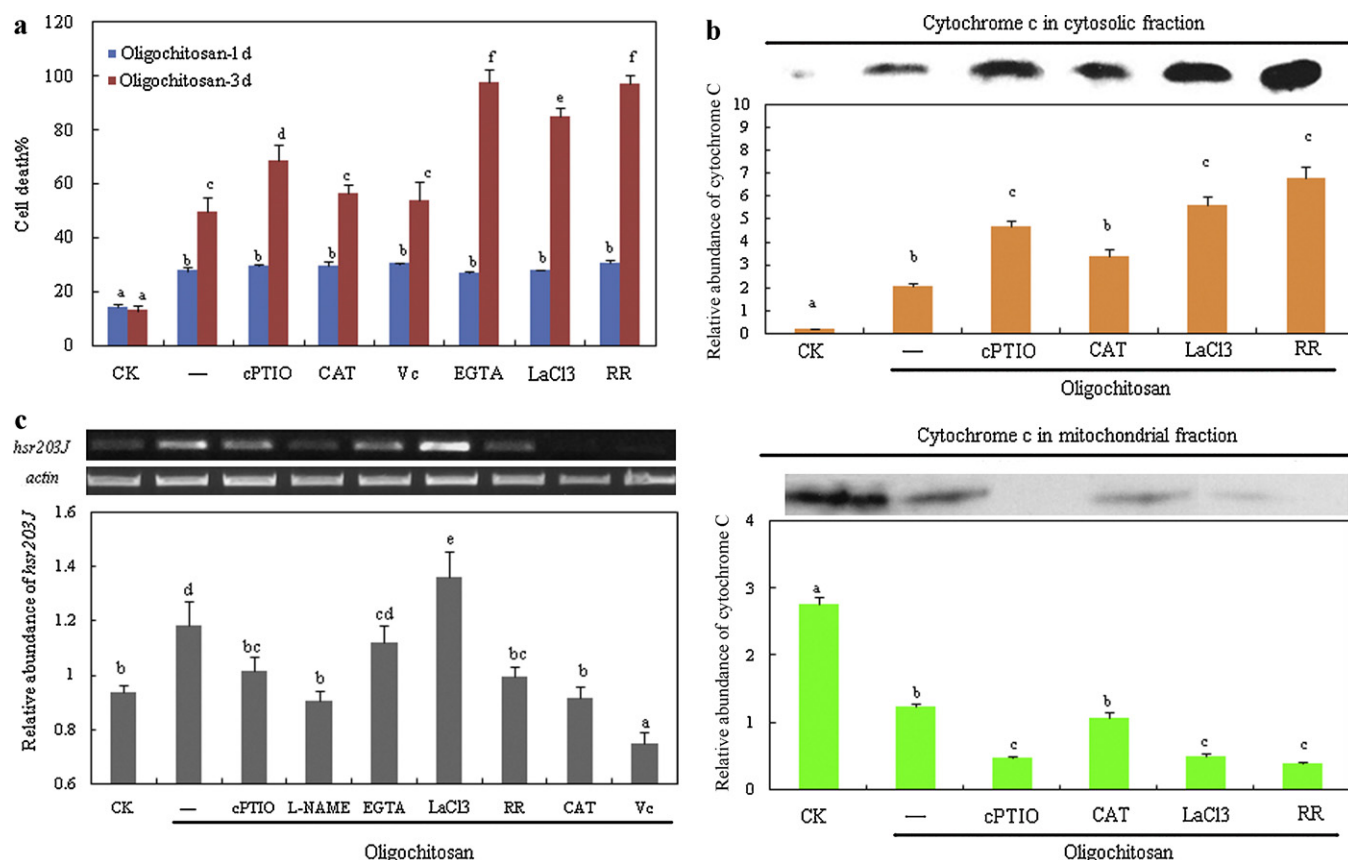 a
120
100
80
60
40
20
0
Cell death%
Oligochitosan-1 d
Oligochitosan-3 d
a a b c b d b c b c b f b e b f
CK — cPTIO CAT Vc EGTA LaCl3 RR
b
Cytochrome c in cytosolic fraction
10
9
8
7
6
5
4
3
2
1
0
Relative abundance of cytochrome C
a b c b c c
CK — cPTIO CAT LaCl3 RR
Oligochitosan
Cytochrome c in mitochondrial fraction
4
3
2
1
0
Relative abundance of cytochrome C
a b c b c c
CK — cPTIO CAT LaCl3 RR
Oligochitosan
c
hsr203J
actin
1.6
1.4
1.2
1
0.8
0.6
Relative abundance of hsr203J
b d bc b cd e bc b a
CK — cPTIO L-NAME EGTA LaCl3 RR CAT Vc
Oligochitosan